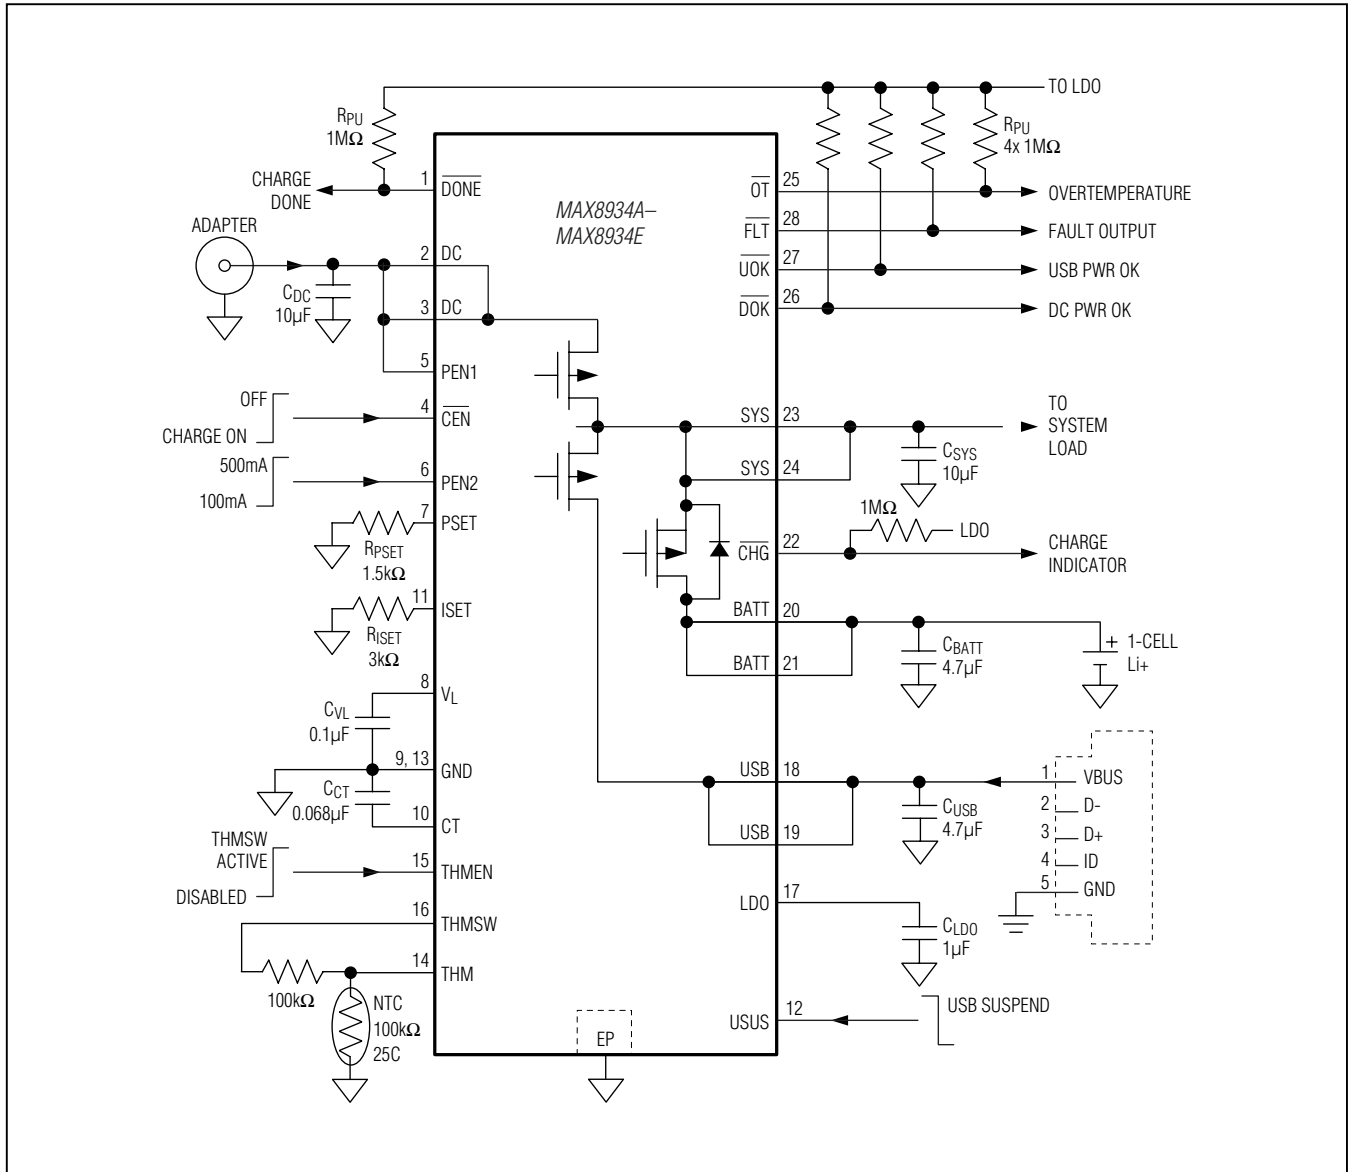 TO LDO
RPU
1MΩ
RPU
4x 1MΩ
CHARGE
DONE
1
DONE
MAX8934A–
MAX8934E
OT
25
OVERTEMPERATURE
ADAPTER
2
DC
FLT
28
FAULT OUTPUT
CDC
10µF
UOK
27
USB PWR OK
3
DC
DOK
26
DC PWR OK
5
PEN1
OFF
CHARGE ON
4
CEN
SYS
23
TO
SYSTEM
LOAD
500mA
100mA
6
PEN2
SYS
24
CSYS
10µF
7
PSET
RPSET
1.5kΩ
1MΩ
LDO
CHG
22
CHARGE
INDICATOR
11
ISET
RISET
3kΩ
BATT
20
BATT
21
CBATT
4.7µF
+
1-CELL
Li+
8
VL
CVL
0.1µF
9, 13
GND
CCT
0.068µF
10
CT
USB
18
USB
19
CUSB
4.7µF
1
VBUS
2
D-
3
D+
4
ID
5
GND
THMSW
ACTIVE
DISABLED
15
THMEN
16
THMSW
LDO
17
CLDO
1µF
14
THM
100kΩ
NTC
100kΩ
25C
EP
USUS
12
USB SUSPEND